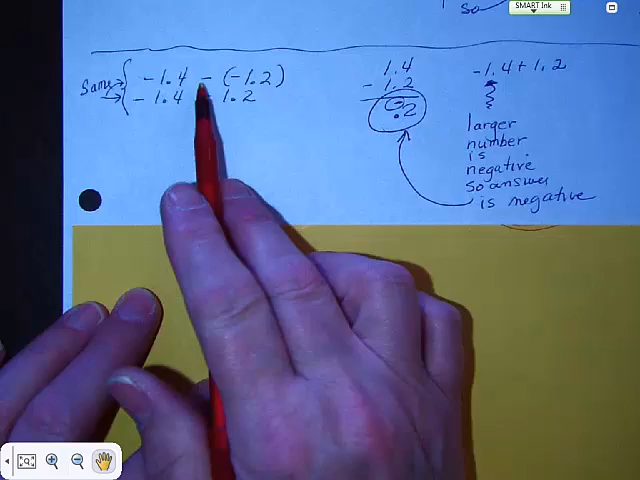 so
SMART Ink
Same → { -1.4 - (-1.2)
→ -1.4 1.2
1.4
- 1.2
-.2
-1.4 + 1.2
larger
number
is
negative
so answer
is negative